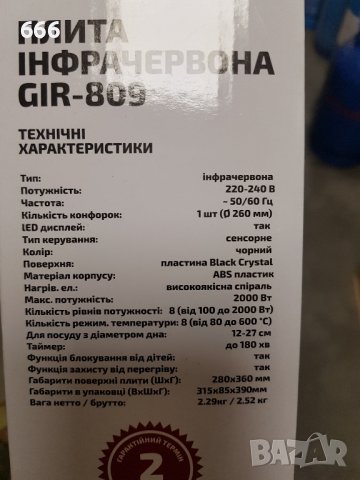 666
ПЛИТА
ІНФРАЧЕРВОНА
GIR-809
ТЕХНІЧНІ
ХАРАКТЕРИСТИКИ
Тип: інфрачервона
Потужність: 220-240 В
Частота: ~ 50/60 Гц
Кількість конфорок: 1 шт (Ø 260 мм)
lED дисплей: так
Тип керування: сенсорне
Колір: чорний
Поверхня: пластина Black Crystal
Матеріал корпусу: ABS пластик
Нагрів. ел.: високоякісна спіраль
Макс. потужність: 2000 Вт
Кількість рівнів потужності: 8 (від 100 до 2000 Вт)
Кількість режим. температури: 8 (від 80 до 600 °С)
Для посуду з діаметром дна: 12-27 см
Таймер: до 180 хв
Функція блокування від дітей: так
Функція захисту від перегріву: так
Габарити поверхні плити (ШхГ): 280х360 мм
Габарити в упаковці (ВхШхГ): 315х85х390мм
Вага нетто / брутто: 2.29кг / 2.52 кг
ГАРАНТІЙНИЙ ТЕРМІН
2
BAZAR